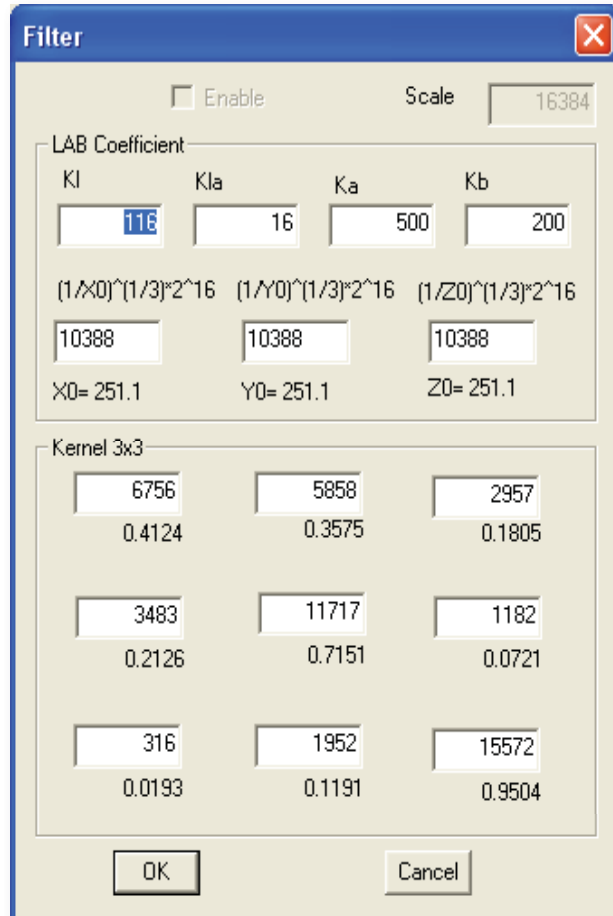 Filter
Enable Scale 16384
LAB Coefficient
Kl Kla Ka Kb
116 16 500 200
(1/X0)^(1/3)*2^16 (1/Y0)^(1/3)*2^16 (1/Z0)^(1/3)*2^16
10388 10388 10388
X0= 251.1 Y0= 251.1 Z0= 251.1
Kernel 3x3
6756 5858 2957
0.4124 0.3575 0.1805
3483 11717 1182
0.2126 0.7151 0.0721
316 1952 15572
0.0193 0.1191 0.9504
OK Cancel